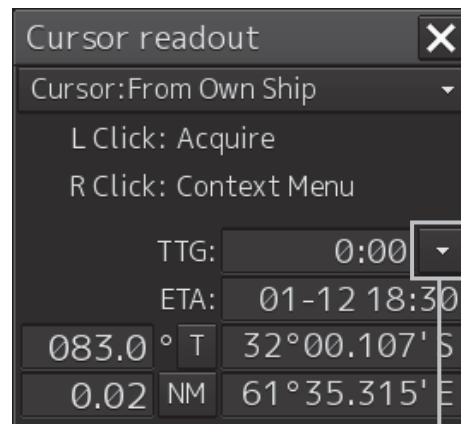 Cursor readout
Cursor:From Own Ship
L Click: Acquire
R Click: Context Menu
TTG: 0:00
ETA: 01-12 18:30
083.0 ° T 32°00.107' S
0.02 NM 61°35.315' E